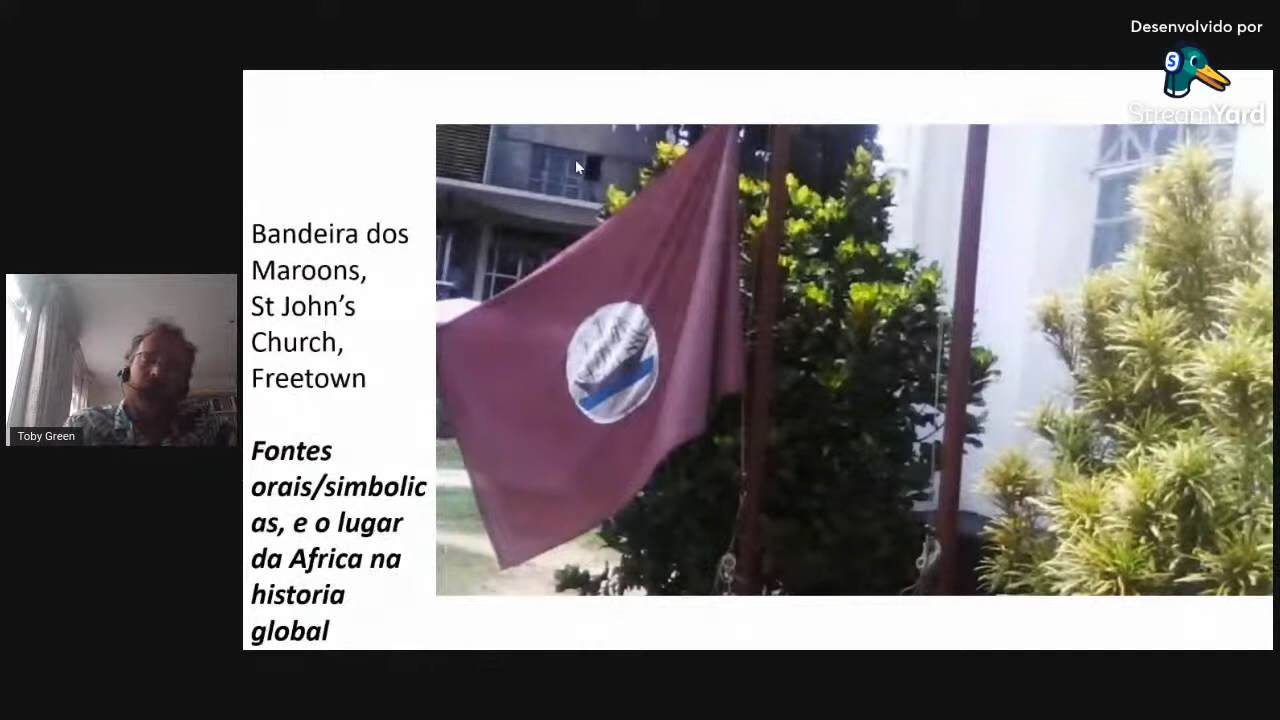 Desenvolvido por
StreamYard
Bandeira dos
Maroons,
St John’s
Church,
Freetown
Fontes
orais/simbolic
as, e o lugar
da Africa na
historia
global
Toby Green